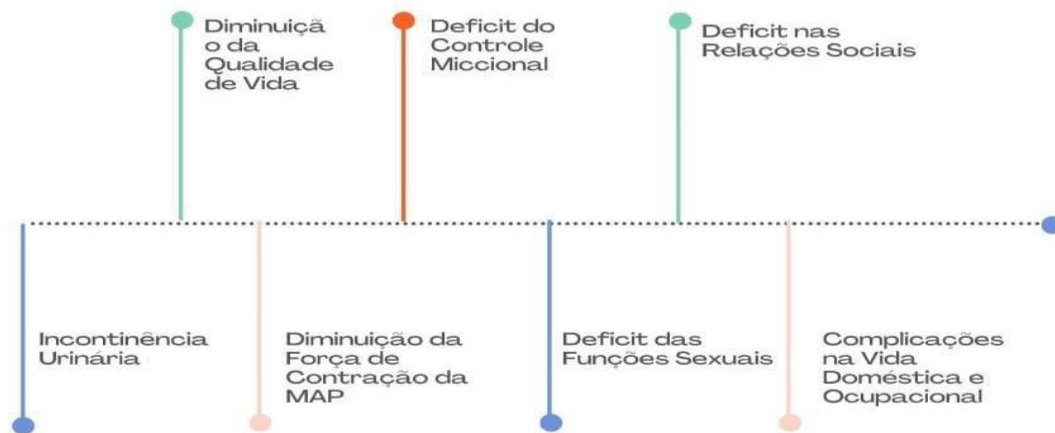 Diminuiçã
o da
Qualidade
de Vida
Deficit do
Controle
Miccional
Deficit nas
Relações Sociais
Incontinência
Urinária
Diminuição da
Força de
Contração da
MAP
Deficit das
Funções Sexuais
Complicações
na Vida
Doméstica e
Ocupacional